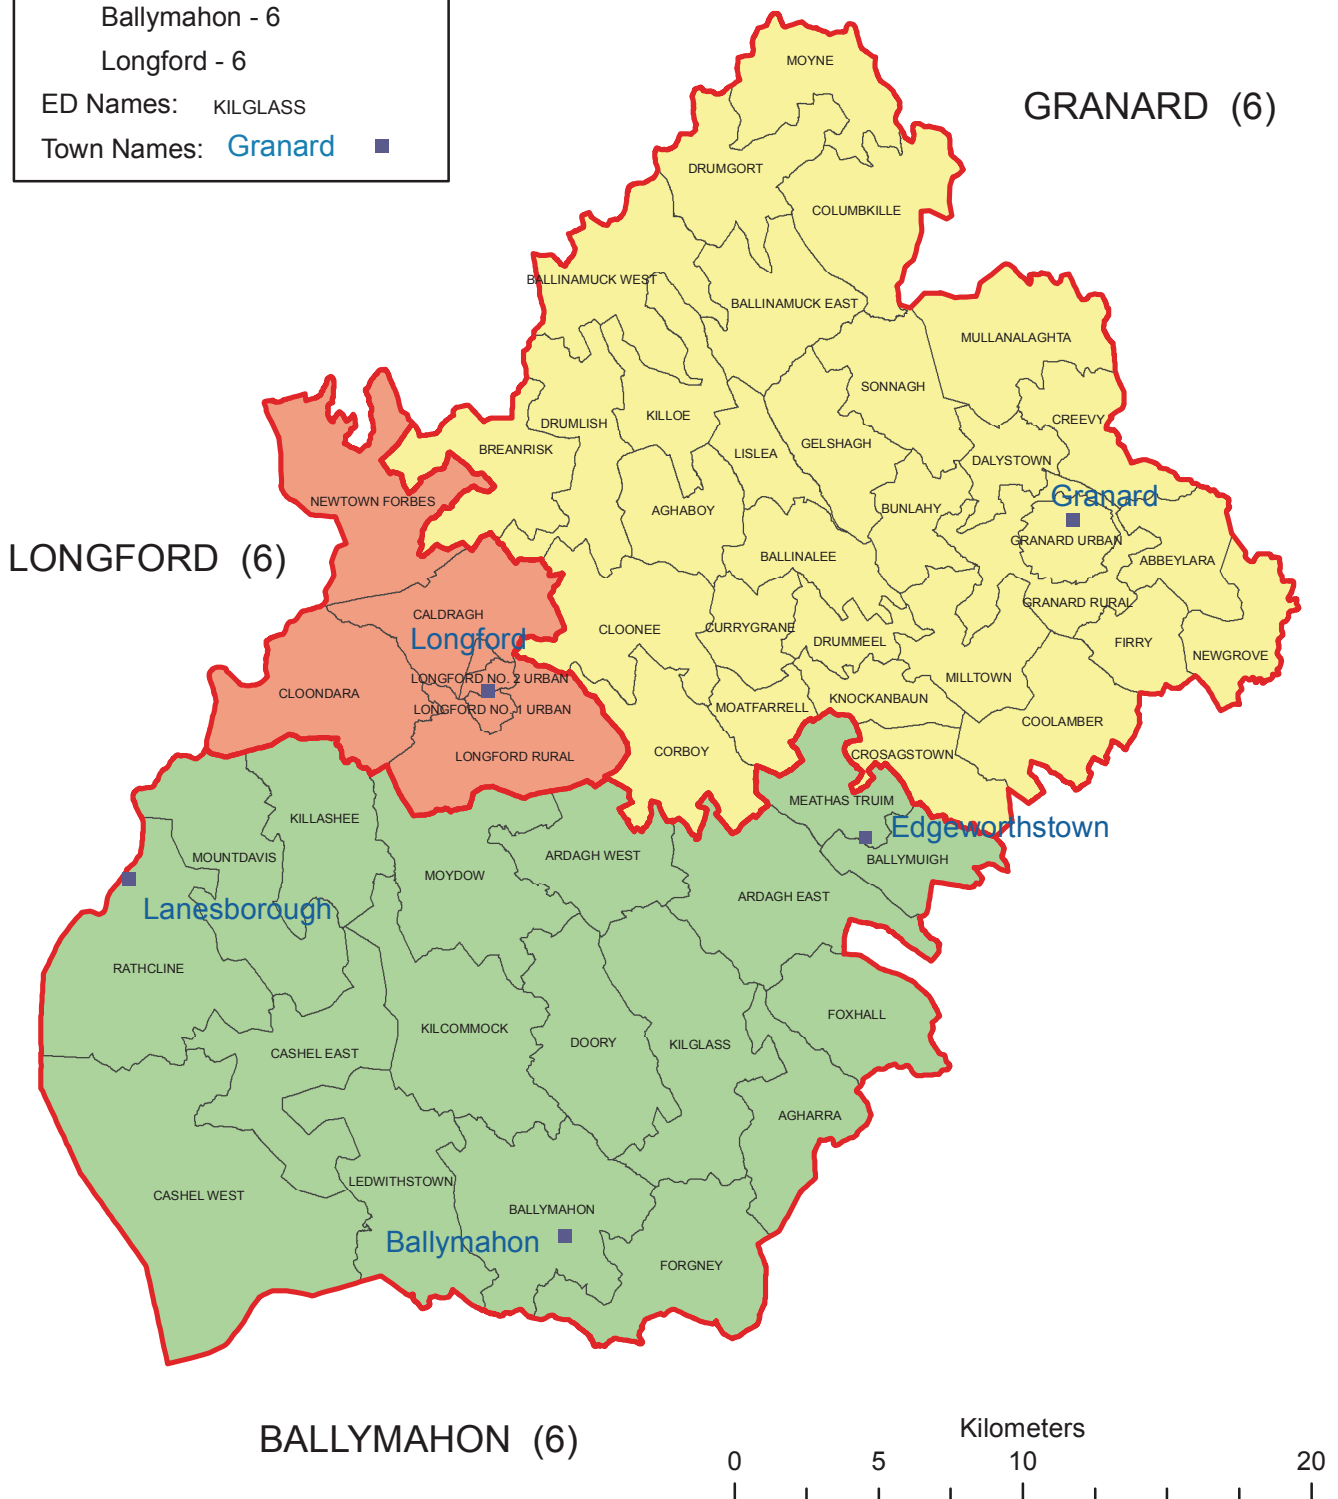 Ballymahon - 6
Longford - 6
ED Names: KILGLASS
Town Names: Granard
GRANARD (6)
MOYNE
DRUMGORT
COLUMBKILLE
BALLINAMUCK WEST
BALLINAMUCK EAST
MULLANALAGHTA
SONNAGH
DRUMLISH
KILLOE
CREEVY
BREANRISK
LISLEA
GELSHAGH
DALYSTOWN
NEWTOWN FORBES
AGHABOY
BUNLAHY
Granard
GRANARD URBAN
LONGFORD (6)
BALLINALEE
ABBEYLARA
CALDRAGH
GRANARD RURAL
Longford
CLOONEE
CURRYGRANE
DRUMMEEL
FIRRY
NEWGROVE
CLOONDARA
LONGFORD NO. 2 URBAN
MILLTOWN
LONGFORD NO. 1 URBAN
MOATFARRELL
KNOCKANBAUN
COOLAMBER
LONGFORD RURAL
CORBOY
CROSAGSTOWN
MEATHAS TRUIM
KILLASHEE
Edgeworthstown
MOUNTDAVIS
ARDAGH WEST
BALLYMUIGH
MOYDOW
ARDAGH EAST
Lanesborough
RATHCLINE
FOXHALL
KILCOMMOCK
DOORY
KILGLASS
CASHEL EAST
AGHARRA
CASHEL WEST
LEDWITHSTOWN
BALLYMAHON
Ballymahon
FORGNEY
BALLYMAHON (6)
Kilometers
0 5 10 20